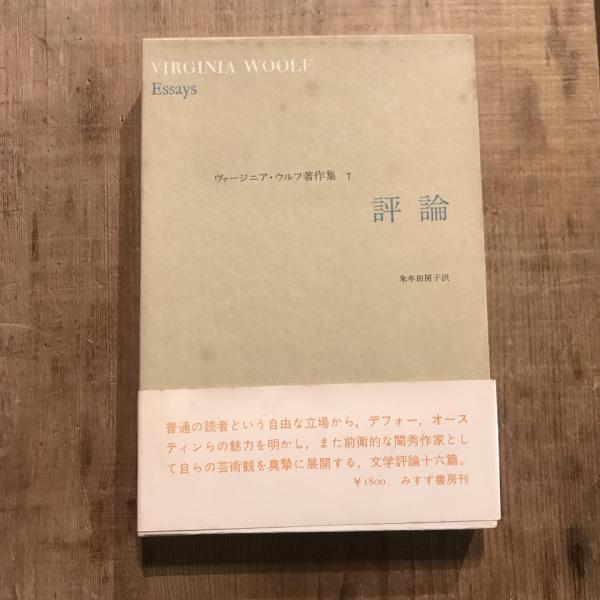 VIRGINIA WOOLF
Essays
ヴァージニア・ウルフ著作集 7
評論
朱牟田房子訳
普通の読者という自由な立場から，デフォー，オース
ティンらの魅力を明かし，また前衛的な閨秀作家とし
て自らの芸術観を真摯に展開する，文学評論十六篇。
¥1800． みすず書房刊